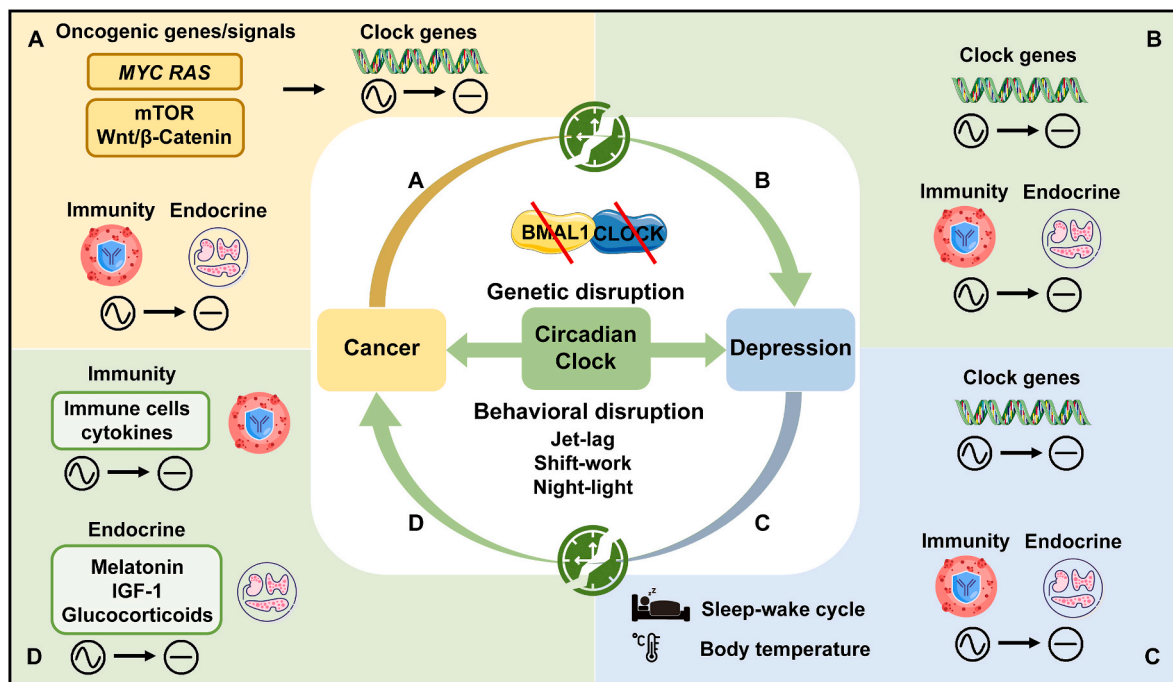 A
Oncogenic genes/signals
MYC RAS
mTOR
Wnt/β-Catenin
Clock genes
Immunity
Endocrine
B
Clock genes
Immunity
Endocrine
A
B
BMAL1
CLOCK
Genetic disruption
Cancer
Circadian
Clock
Depression
Behavioral disruption
Jet-lag
Shift-work
Night-light
D
C
Immunity
Immune cells
cytokines
Endocrine
Melatonin
IGF-1
Glucocorticoids
D
Clock genes
Immunity
Endocrine
zZ
Sleep-wake cycle
°C
Body temperature
C